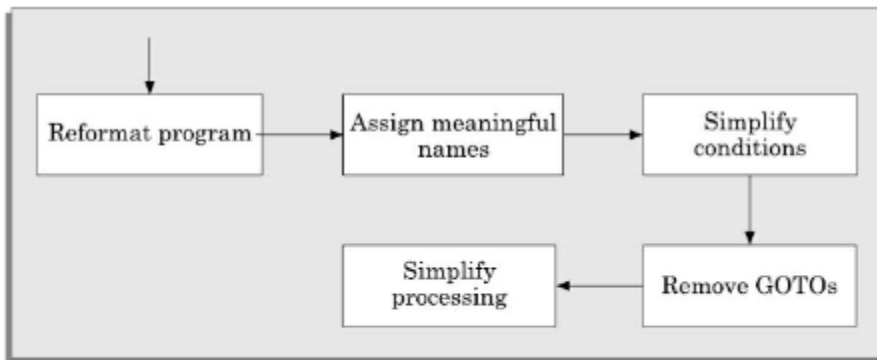 Reformat program
Assign meaningful
names
Simplify
conditions
Simplify
processing
Remove GOTOs